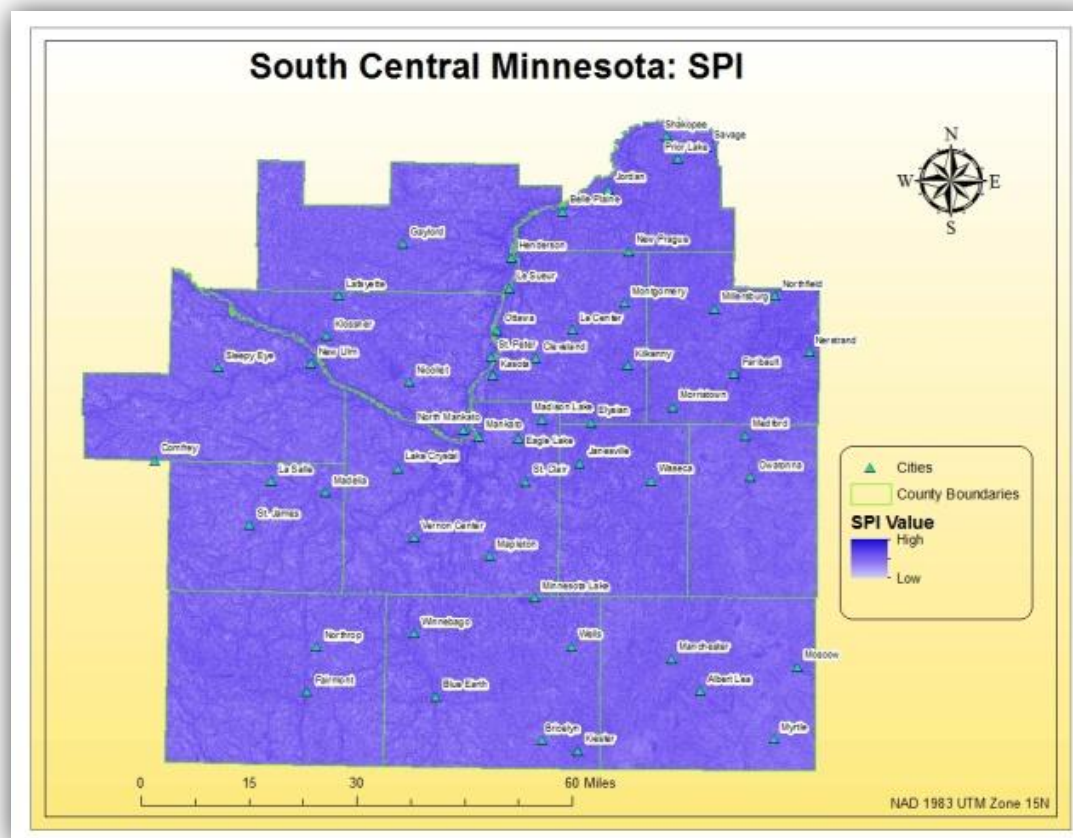 South Central Minnesota: SPI
Shakopee
Savage
Prior Lake
Jordan
Belle Plaine
N
W E
S
Gaylord
Henderson
New Prague
Le Sueur
Lafayette
Montgomery
Millersburg
Northfield
Ottawa
Le Center
Klossner
Nerstrand
St. Peter
Cleveland
Sleepy Eye
New Ulm
Kasota
Kilkenny
Faribault
Nicollet
Morristown
Madison Lake
Elysian
North Mankato
Mankato
Medford
Eagle Lake
Comfrey
Lake Crystal
Janesville
La Salle
St. Clair
Waseca
Owatonna
Madelia
St. James
Vernon Center
Mapleton
Cities
County Boundaries
SPI Value
High
Low
Minnesota Lake
Winnebago
Northrop
Wells
Manchester
Moscow
Fairmont
Blue Earth
Albert Lea
Bricelyn
Kiester
Myrtle
0 15 30 60 Miles
NAD 1983 UTM Zone 15N